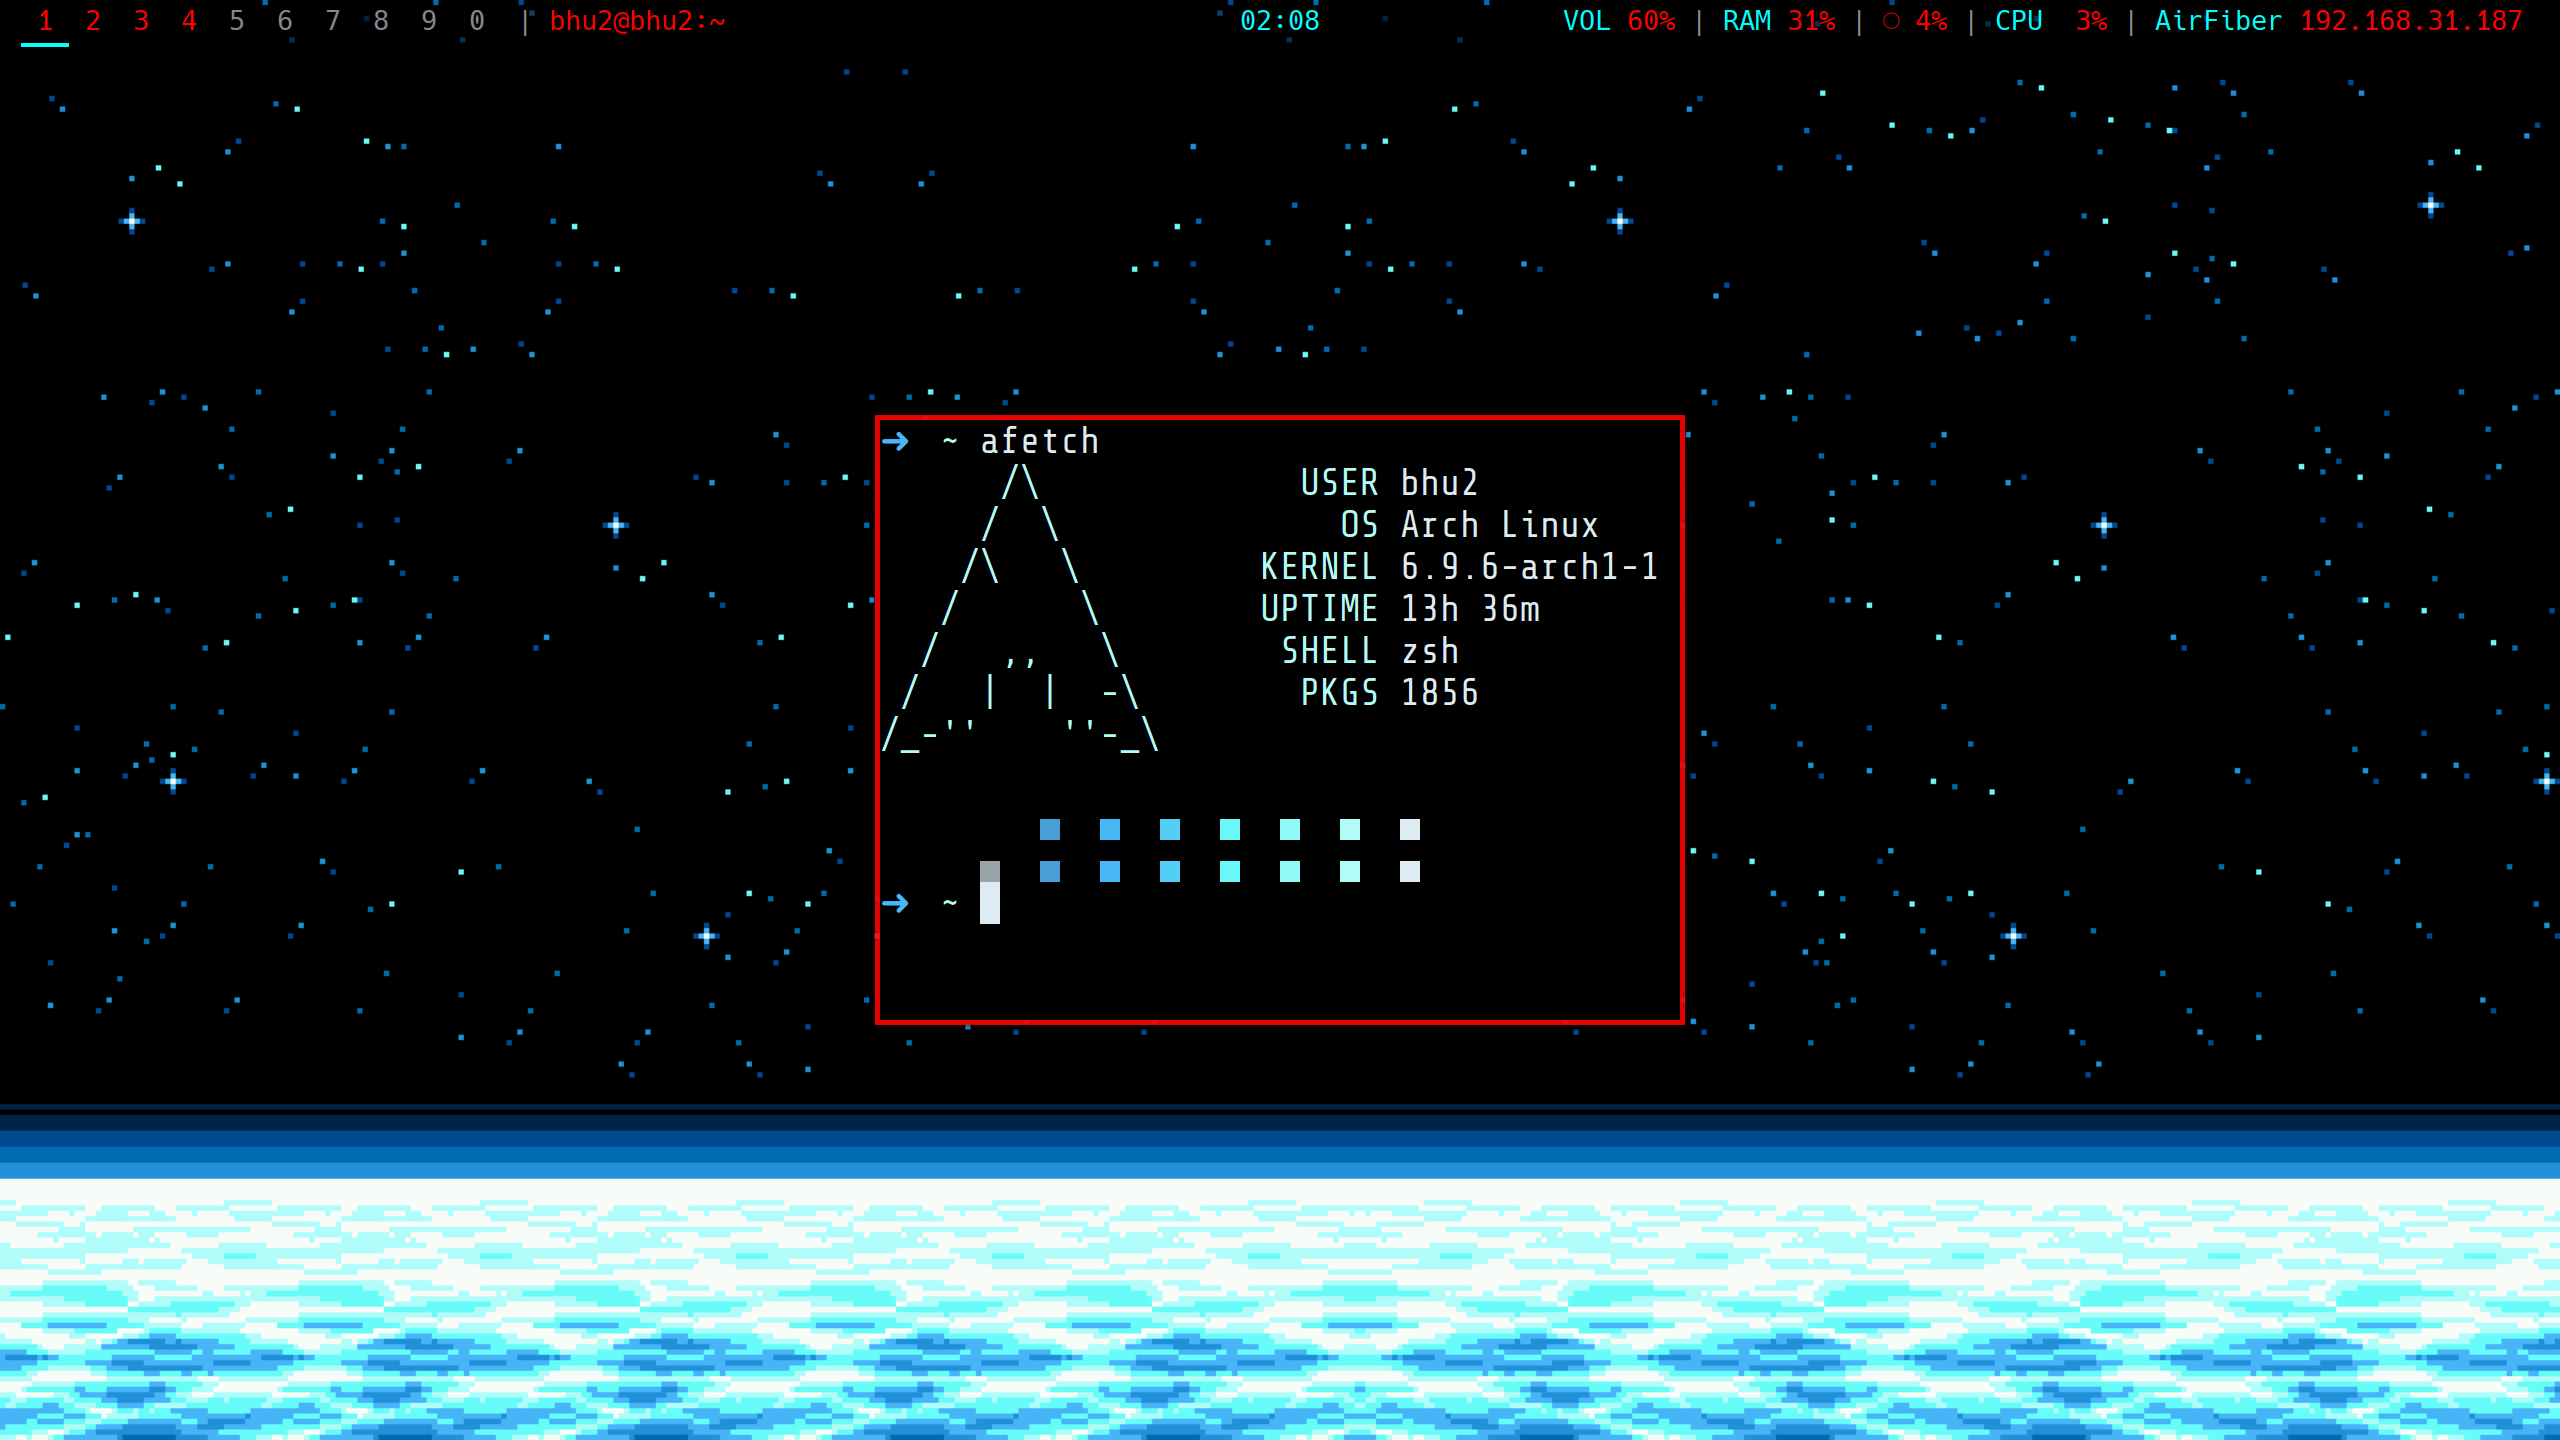 1 2 3 4 5 6 7 8 9 0 | bhu2@bhu2:~ 02:08 VOL 60% | RAM 31% | 4% | CPU 3% | AirFiber 192.168.31.187
➜ ~ afetch
USER bhu2
OS Arch Linux
KERNEL 6.9.6-arch1-1
UPTIME 13h 36m
SHELL zsh
PKGS 1856
➜ ~